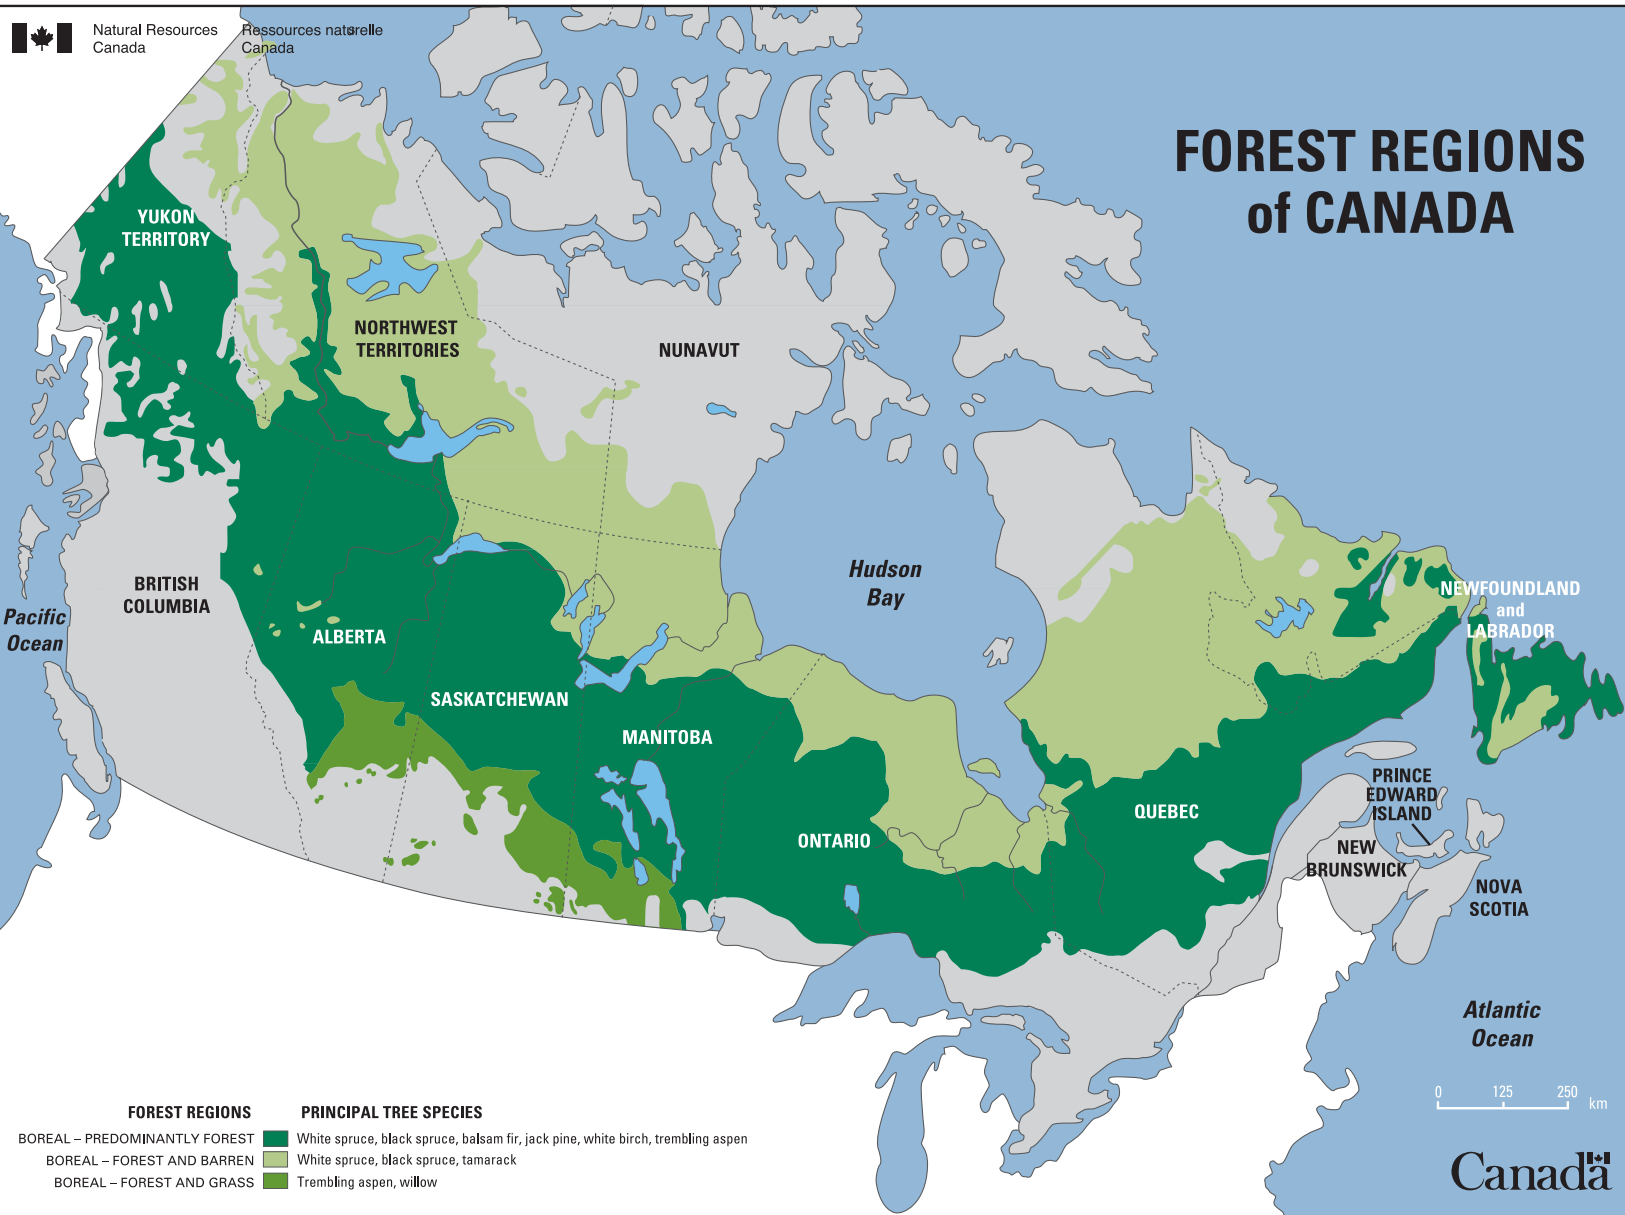 Natural Resources
Canada
Ressources naturelle
Canada
FOREST REGIONS
of CANADA
YUKON
TERRITORY
NORTHWEST
TERRITORIES
NUNAVUT
Hudson
Bay
BRITISH
COLUMBIA
Pacific
Ocean
ALBERTA
SASKATCHEWAN
MANITOBA
ONTARIO
QUEBEC
NEWFOUNDLAND
and
LABRADOR
PRINCE
EDWARD
ISLAND
NEW
BRUNSWICK
NOVA
SCOTIA
Atlantic
Ocean
0 125 250
km
FOREST REGIONS PRINCIPAL TREE SPECIES
BOREAL – PREDOMINANTLY FOREST White spruce, black spruce, balsam fir, jack pine, white birch, trembling aspen
BOREAL – FOREST AND BARREN White spruce, black spruce, tamarack
BOREAL – FOREST AND GRASS Trembling aspen, willow
Canada